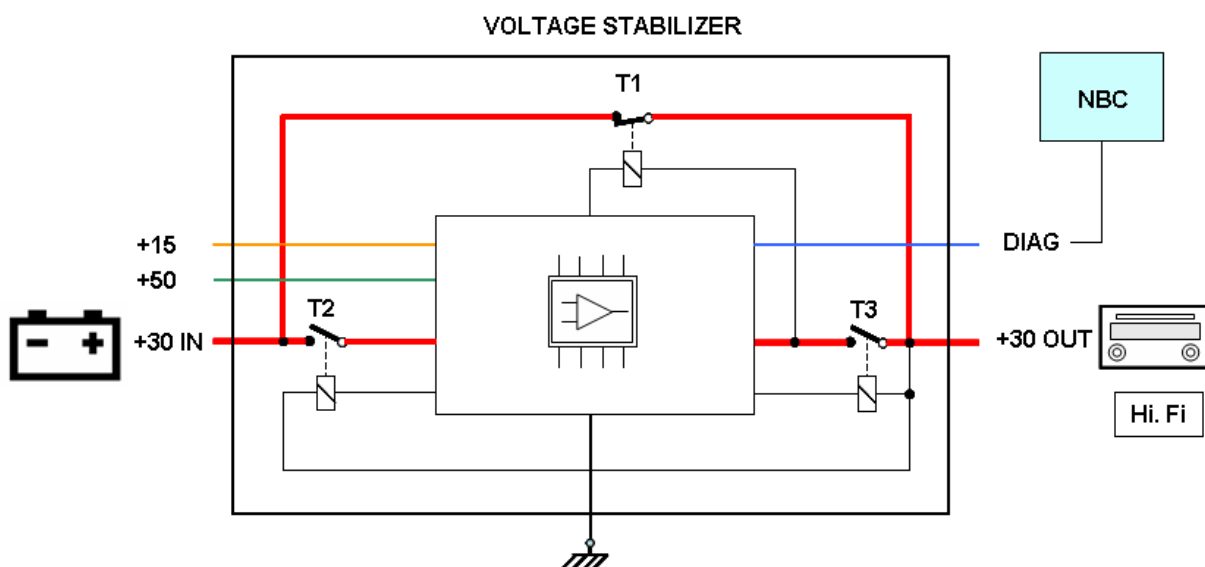 VOLTAGE STABILIZER
T1
NBC
+15
DIAG
+50
T2
T3
+30 IN
+30 OUT
Hi. Fi